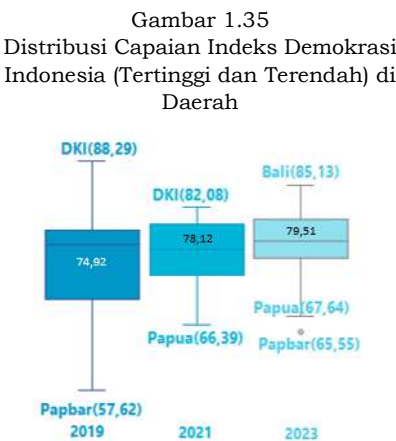 Gambar 1.35
Distribusi Capaian Indeks Demokrasi
Indonesia (Tertinggi dan Terendah) di
Daerah
DKI(88,29)
74,92
Papbar(57,62)
2019
DKI(82,08)
78,12
Papua(66,39)
2021
Bali(85,13)
79,51
Papua(67,64)
Papbar(65,55)
2023